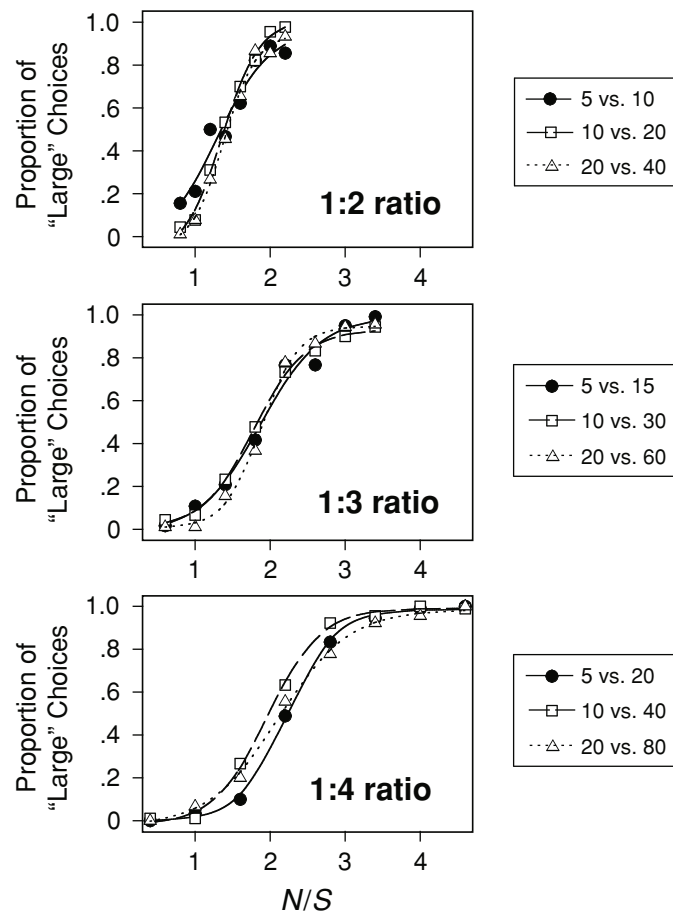 1.0
.8
.6
.4
.2
0
Proportion of
“Large” Choices
1:2 ratio
1 2 3 4
5 vs. 10
10 vs. 20
20 vs. 40
1.0
.8
.6
.4
.2
0
Proportion of
“Large” Choices
1:3 ratio
1 2 3 4
5 vs. 15
10 vs. 30
20 vs. 60
1.0
.8
.6
.4
.2
0
Proportion of
“Large” Choices
1:4 ratio
1 2 3 4
N/S
5 vs. 20
10 vs. 40
20 vs. 80